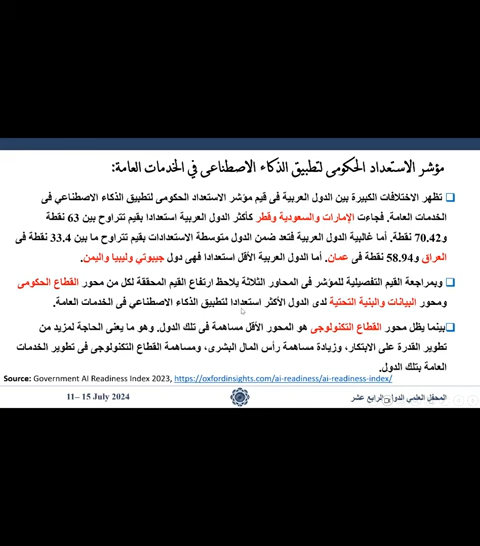 مؤشر الاستعداد الحكومى لتطبيق الذكاء الاصطناعى في الخدمات العامة:
تظهر الاختلافات الكبيرة بين الدول العربية فى قيم مؤشر الاستعداد الحكومى لتطبيق الذكاء الاصطناعي فى
الخدمات العامة. فجاءت الإمارات والسعودية وقطر كأكثر الدول العربية استعدادا بقيم تتراوح بين 63 نقطة
و70.42 نقطة. أما غالبية الدول العربية فتعد ضمن الدول متوسطة الاستعدادات بقيم تتراوح ما بين 33.4 نقطة فى
العراق و58.94 نقطة فى عمان. أما الدول العربية الأقل استعدادا فهى دول جيبوتي وليبيا واليمن.
وبمراجعة القيم التفصيلية للمؤشر فى المحاور الثلاثة يلاحظ ارتفاع القيم المحققة لكل من محور القطاع الحكومى
ومحور البيانات والبنية التحتية لدى الدول الأكثر استعدادا لتطبيق الذكاء الاصطناعي فى الخدمات العامة.
بينما يظل محور القطاع التكنولوجى هو المحور الأقل مساهمة فى تلك الدول. وهو ما يعنى الحاجة لمزيد من
تطوير القدرة على الابتكار، وزيادة مساهمة رأس المال البشرى، ومساهمة القطاع التكنولوجى فى تطوير الخدمات
العامة بتلك الدول.
Source: Government AI Readiness Index 2023, https://oxfordinsights.com/ai-readiness/ai-readiness-index/
11– 15 July 2024
المحفل العلمي الدولي الرابع عشر